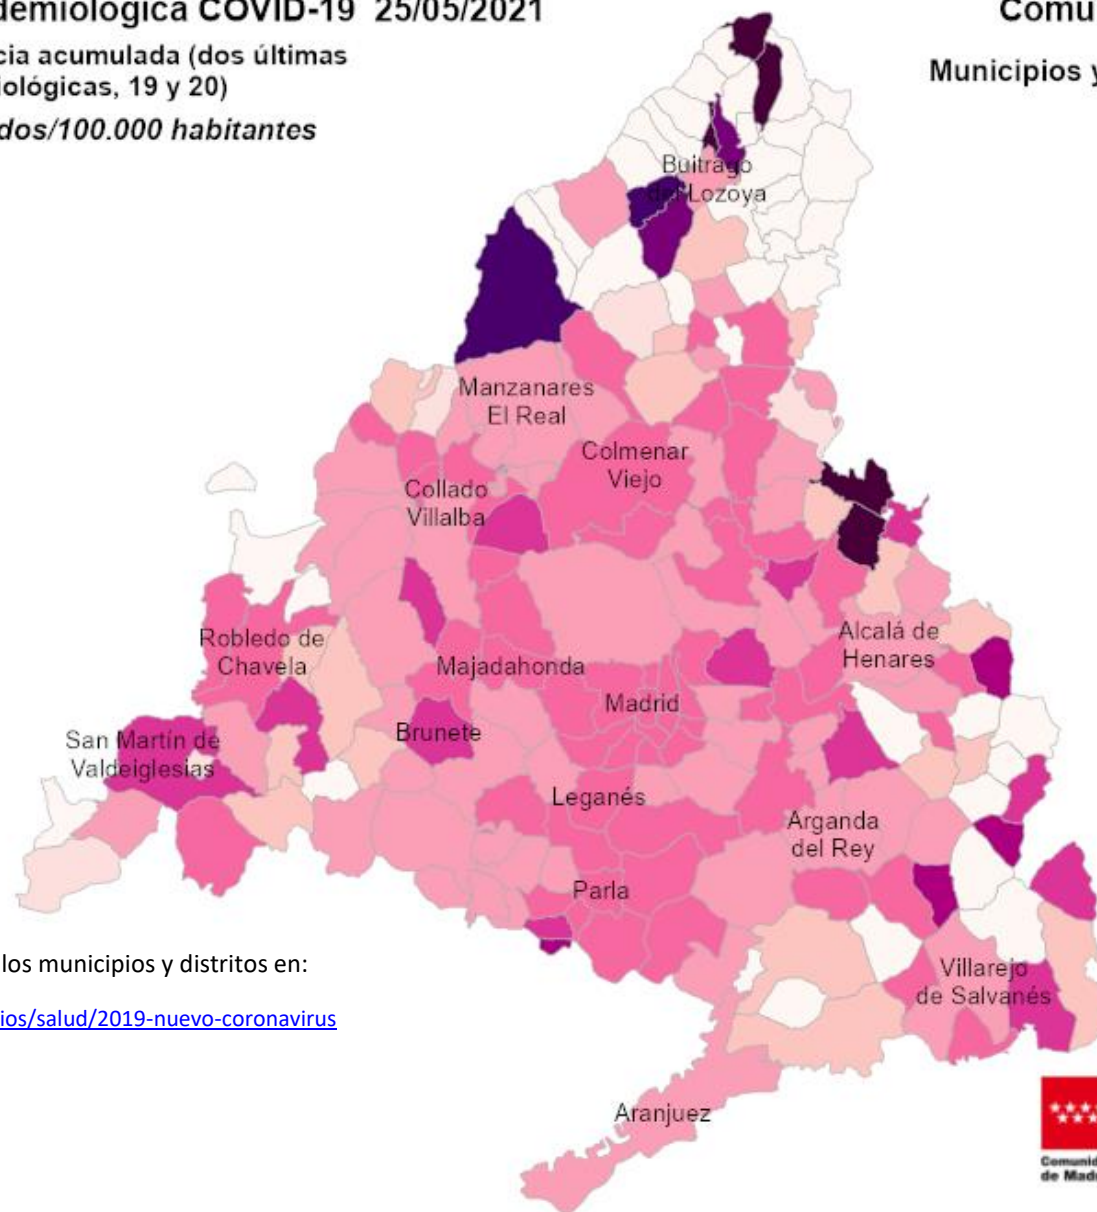 demiológica COVID-19 25/05/2021
Comu
cia acumulada (dos últimas
iológicas, 19 y 20)
Municipios y
dos/100.000 habitantes
Buitrago
del Lozoya
Manzanares
El Real
Colmenar
Viejo
Collado
Villalba
Robledo de
Chavela
Majadahonda
Alcalá de
Henares
Madrid
San Martín de
Valdeiglesias
Brunete
Leganés
Arganda
del Rey
Parla
los municipios y distritos en:
Villarejo
de Salvanés
ios/salud/2019-nuevo-coronavirus
Aranjuez
Comunid
de Madr